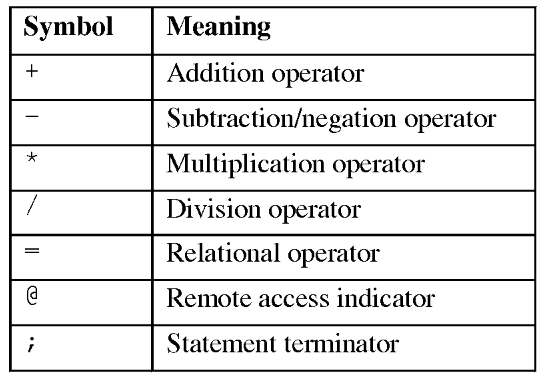 Symbol Meaning
+ Addition operator
- Subtraction/negation operator
* Multiplication operator
/ Division operator
= Relational operator
@ Remote access indicator
; Statement terminator